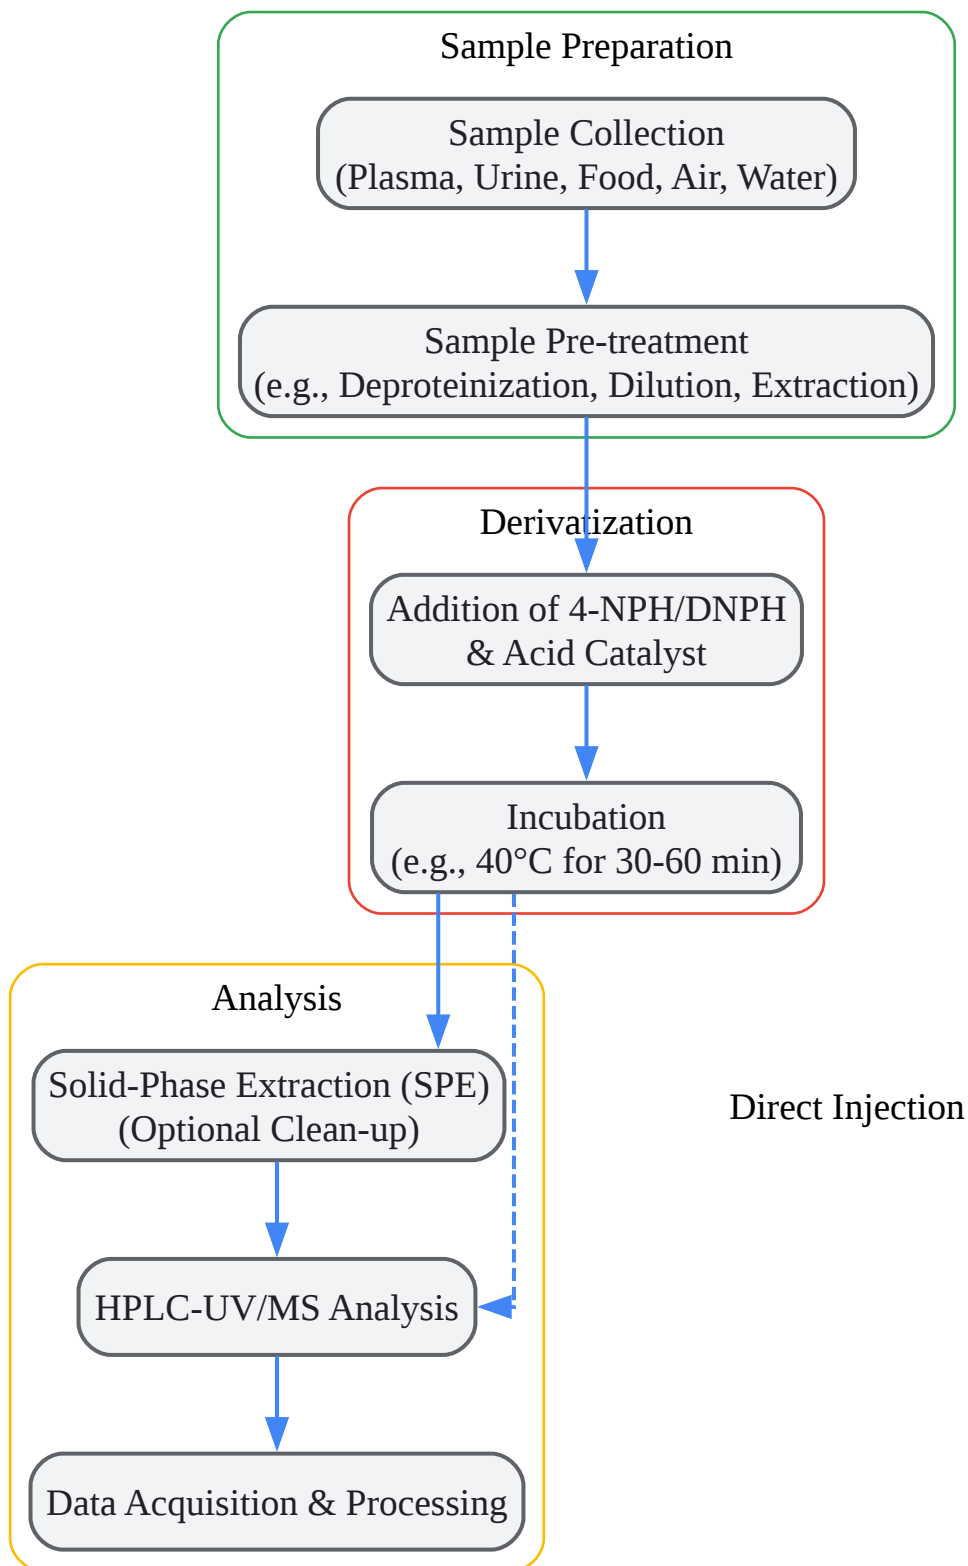 Sample Preparation
Sample Collection
(Plasma, Urine, Food, Air, Water)
Sample Pre-treatment
(e.g., Deproteinization, Dilution, Extraction)
Derivatization
Addition of 4-NPH/DNPH
& Acid Catalyst
Incubation
(e.g., 40°C for 30-60 min)
Analysis
Solid-Phase Extraction (SPE)
(Optional Clean-up)
Direct Injection
HPLC-UV/MS Analysis
Data Acquisition & Processing